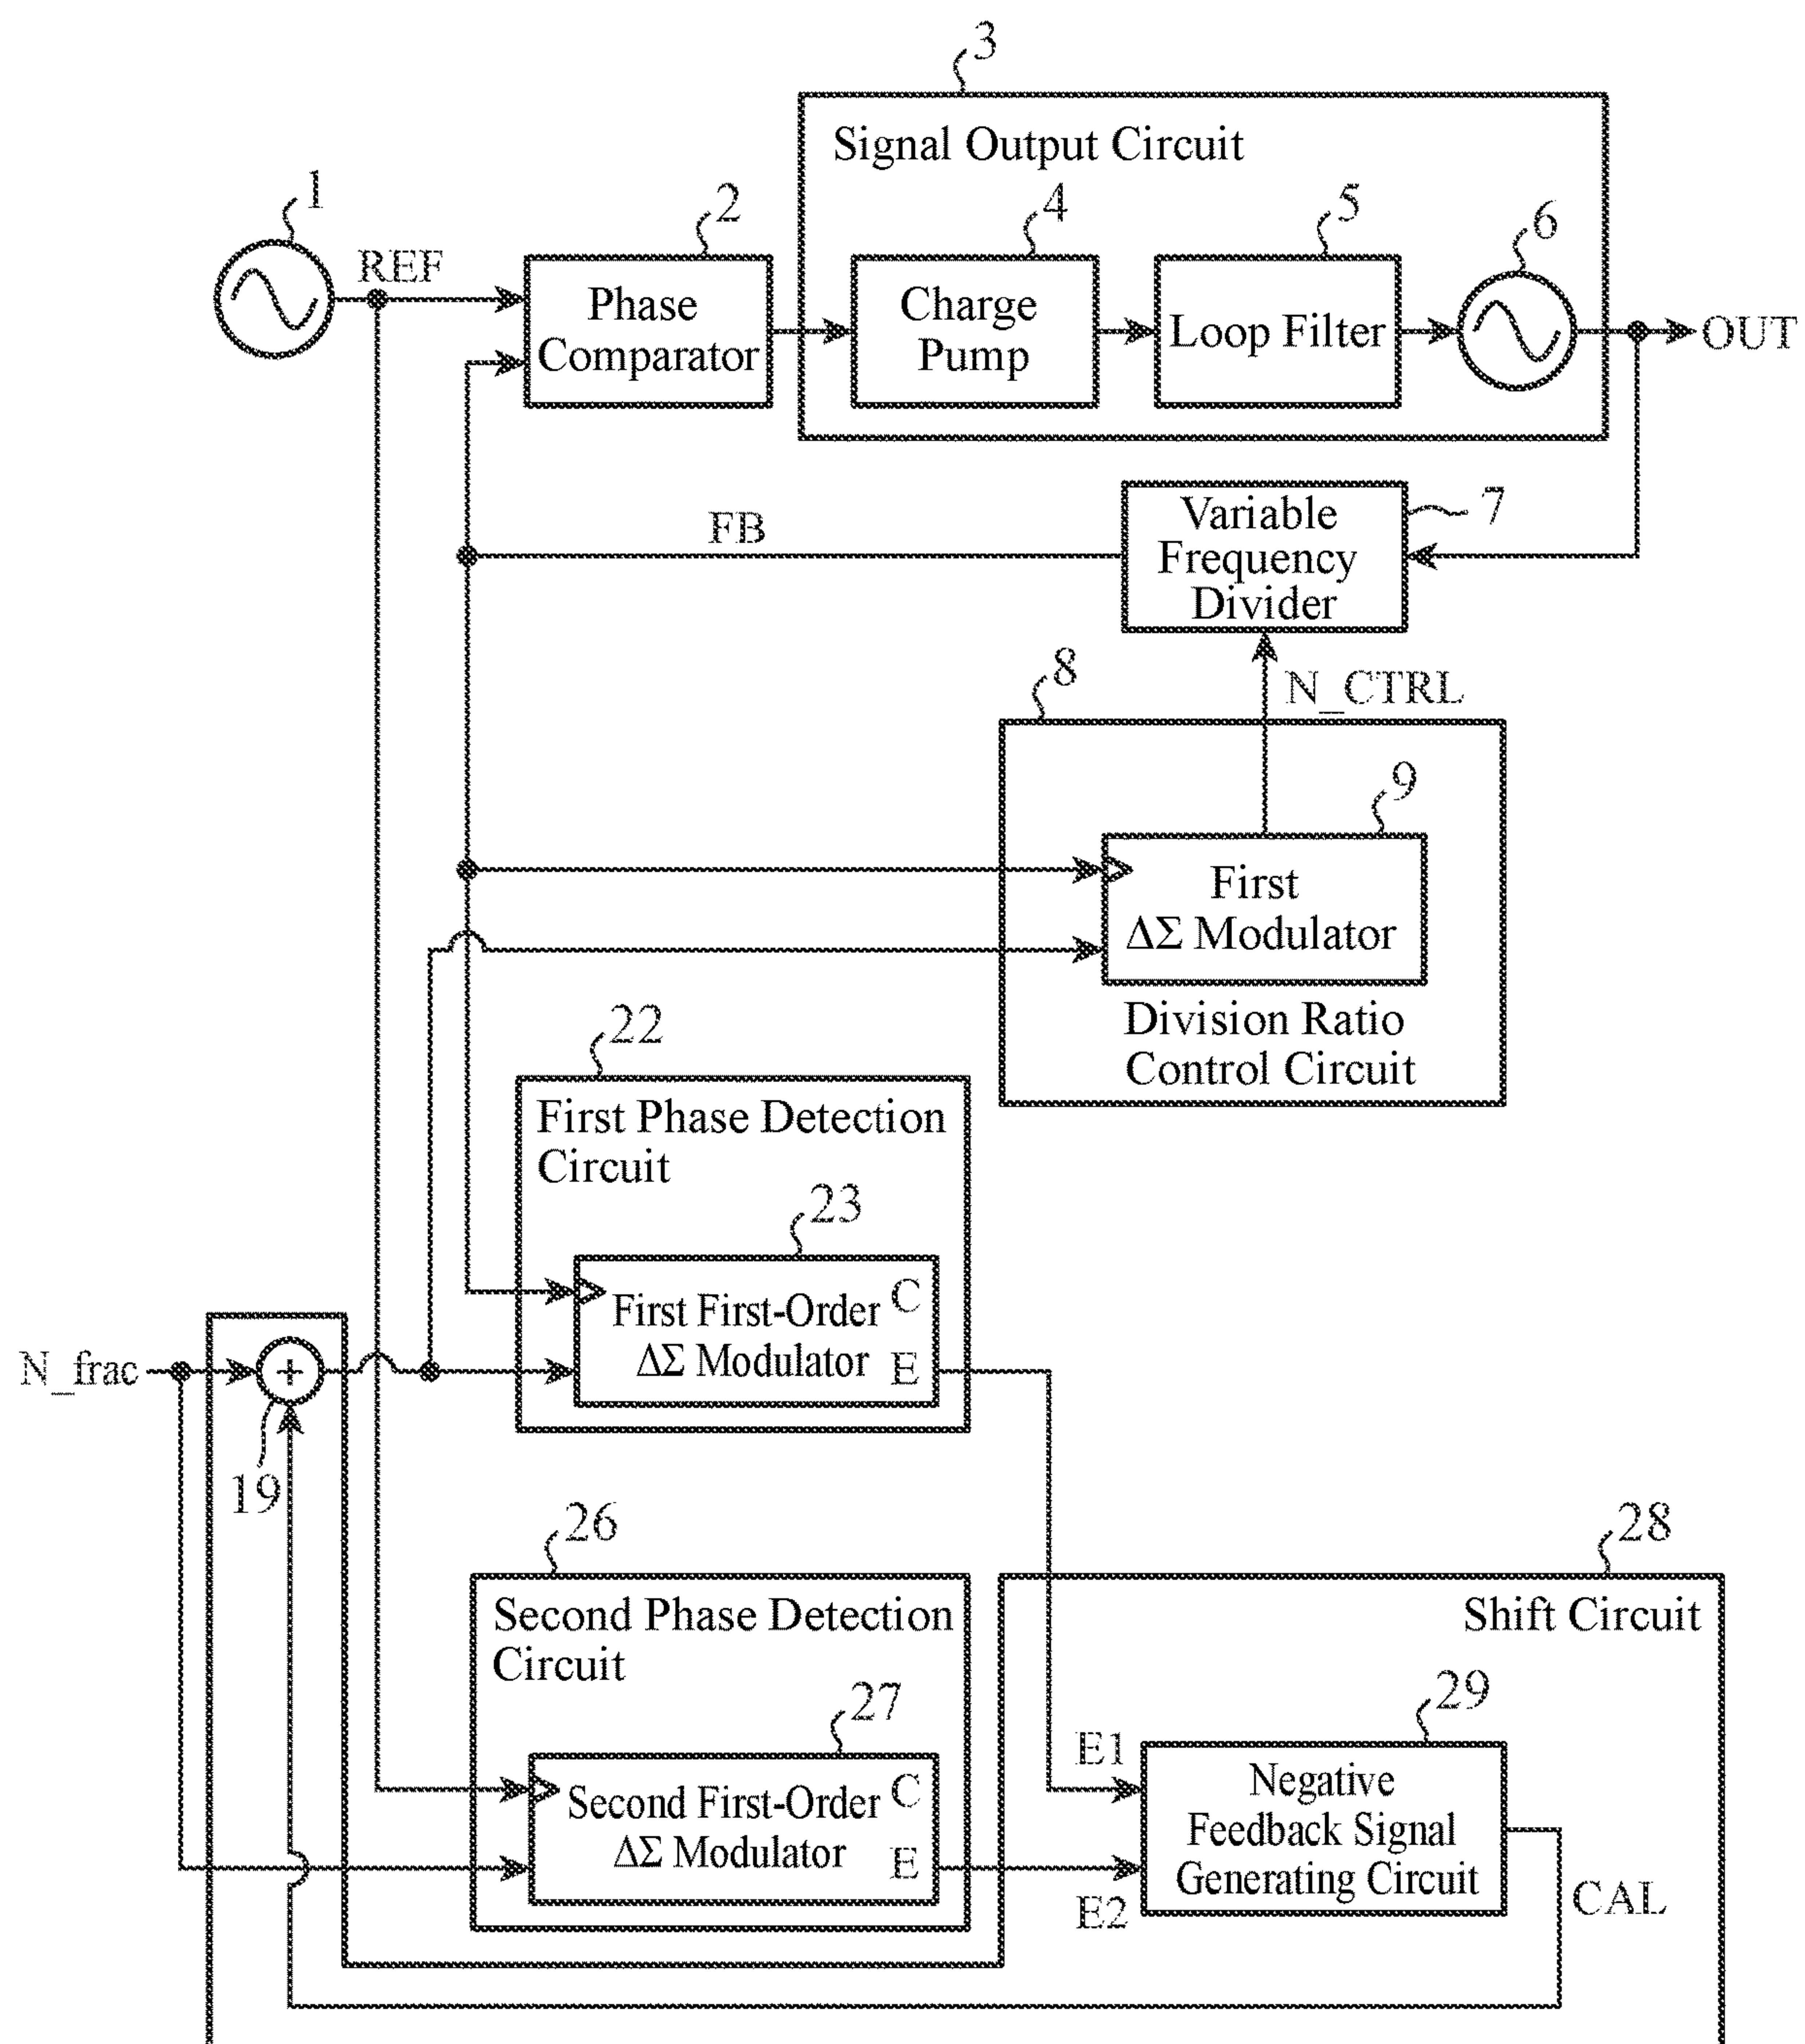 3
Signal Output Circuit
1
2
4
5
6
REF
Phase
Comparator
Charge
Pump
Loop Filter
OUT
FB
Variable
Frequency
Divider
7
8
N_CTRL
9
First
ΔΣ Modulator
Division Ratio
Control Circuit
22
First Phase Detection
Circuit
23
First First-Order
ΔΣ Modulator
C
E
N_frac
+
19
26
28
Second Phase Detection
Circuit
Shift Circuit
27
29
Second First-Order
ΔΣ Modulator
C
E
E1
E2
Negative
Feedback Signal
Generating Circuit
CAL